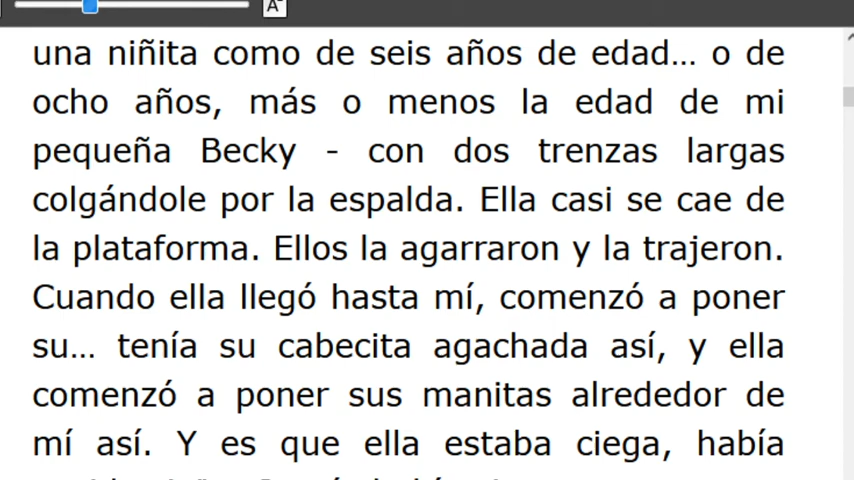 A
una niñita como de seis años de edad... o de
ocho años, más o menos la edad de mi
pequeña Becky - con dos trenzas largas
colgándole por la espalda. Ella casi se cae de
la plataforma. Ellos la agarraron y la trajeron.
Cuando ella llegó hasta mí, comenzó a poner
su... tenía su cabecita agachada así, y ella
comenzó a poner sus manitas alrededor de
mí así. Y es que ella estaba ciega, había